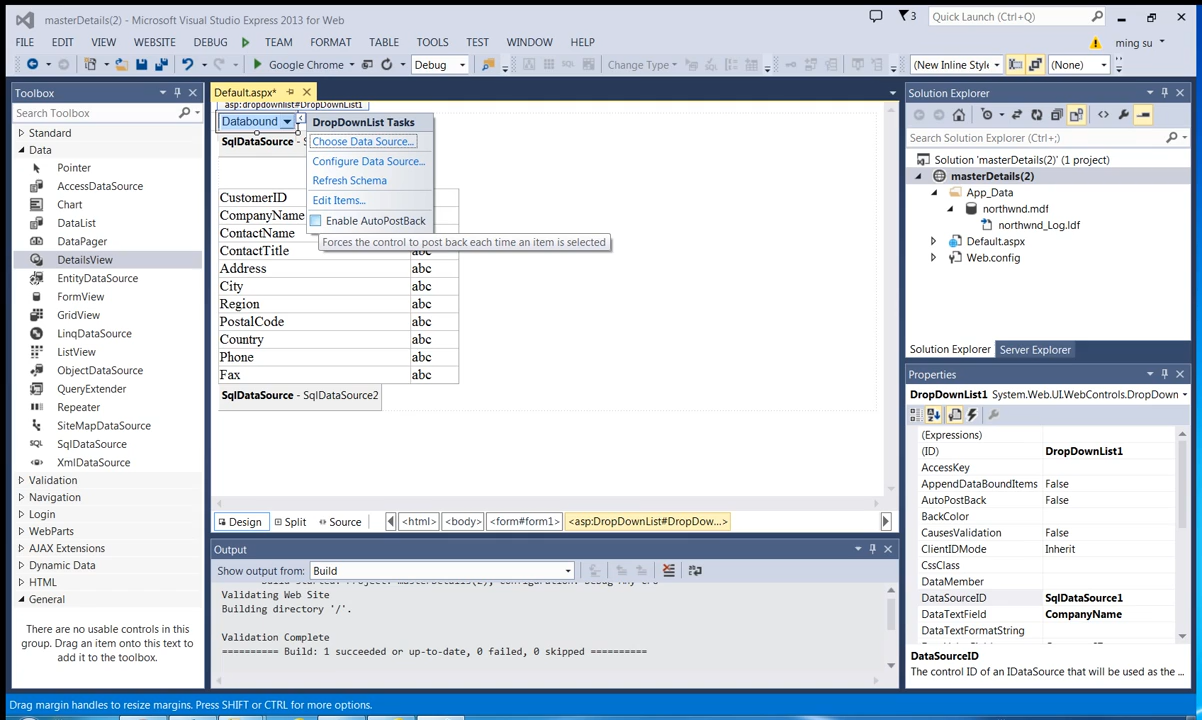 masterDetails(2) - Microsoft Visual Studio Express 2013 for Web
3
Quick Launch (Ctrl+Q)
FILE EDIT VIEW WEBSITE DEBUG TEAM FORMAT TABLE TOOLS TEST WINDOW HELP
ming su
Google Chrome
Debug
Change Type
(New Inline Style
(None)
Toolbox
Search Toolbox
Standard
Data
Pointer
AccessDataSource
Chart
DataList
DataPager
DetailsView
EntityDataSource
FormView
GridView
LinqDataSource
ListView
ObjectDataSource
QueryExtender
Repeater
SiteMapDataSource
SqlDataSource
XmlDataSource
Validation
Navigation
Login
WebParts
AJAX Extensions
Dynamic Data
HTML
General
There are no usable controls in this
group. Drag an item onto this text to
add it to the toolbox.
Default.aspx*
asp:dropdownlist#DropDownList1
Databound
SqlDataSource - S
DropDownList Tasks
Choose Data Source...
Configure Data Source...
Refresh Schema
Edit Items...
Enable AutoPostBack
Forces the control to post back each time an item is selected
CustomerID
CompanyName
ContactName
ContactTitle abc
Address abc
City abc
Region abc
PostalCode abc
Country abc
Phone abc
Fax abc
SqlDataSource - SqlDataSource2
Design Split Source <html> <body> <form#form1> <asp:DropDownList#DropDow...>
Output
Show output from: Build
Validating Web Site
Building directory '/'.
Validation Complete
========== Build: 1 succeeded or up-to-date, 0 failed, 0 skipped ==========
Solution Explorer
Search Solution Explorer (Ctrl+;)
Solution 'masterDetails(2)' (1 project)
masterDetails(2)
App_Data
northwnd.mdf
northwnd_Log.ldf
Default.aspx
Web.config
Solution Explorer Server Explorer
Properties
DropDownList1 System.Web.UI.WebControls.DropDown
(Expressions)
(ID) DropDownList1
AccessKey
AppendDataBoundItems False
AutoPostBack False
BackColor
CausesValidation False
ClientIDMode Inherit
CssClass
DataMember
DataSourceID SqlDataSource1
DataTextField CompanyName
DataTextFormatString
DataSourceID
The control ID of an IDataSource that will be used as the ...
Drag margin handles to resize margins. Press SHIFT or CTRL for more options.